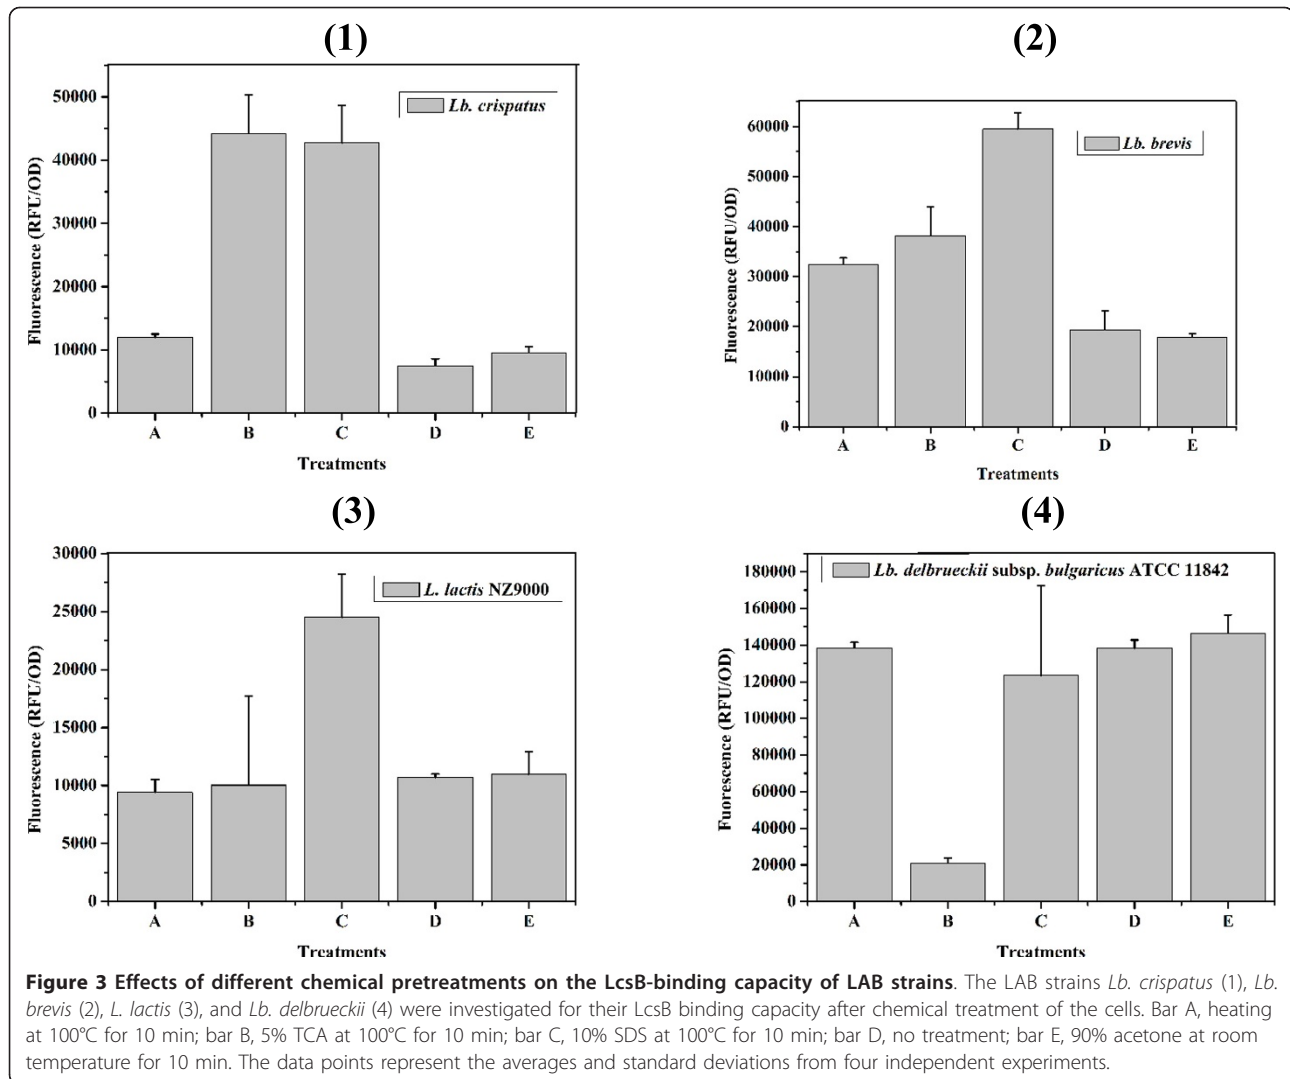 (1)
Lb. crispatus
50000
40000
30000
20000
10000
0
Fluorescence (RFU/OD)
A B C D E
Treatments
(2)
Lb. brevis
60000
50000
40000
30000
20000
10000
0
Fluorescence (RFU/OD)
A B C D E
Treatments
(3)
L. lactis NZ9000
30000
25000
20000
15000
10000
5000
0
Fluorescence (RFU/OD)
A B C D E
Treatments
(4)
Lb. delbrueckii subsp. bulgaricus ATCC 11842
180000
160000
140000
120000
100000
80000
60000
40000
20000
0
Fuorescence (RFU/OD)
A B C D E
Treatments
Figure 3 Effects of different chemical pretreatments on the LcsB-binding capacity of LAB strains. The LAB strains Lb. crispatus (1), Lb.
brevis (2), L. lactis (3), and Lb. delbrueckii (4) were investigated for their LcsB binding capacity after chemical treatment of the cells. Bar A, heating
at 100°C for 10 min; bar B, 5% TCA at 100°C for 10 min; bar C, 10% SDS at 100°C for 10 min; bar D, no treatment; bar E, 90% acetone at room
temperature for 10 min. The data points represent the averages and standard deviations from four independent experiments.